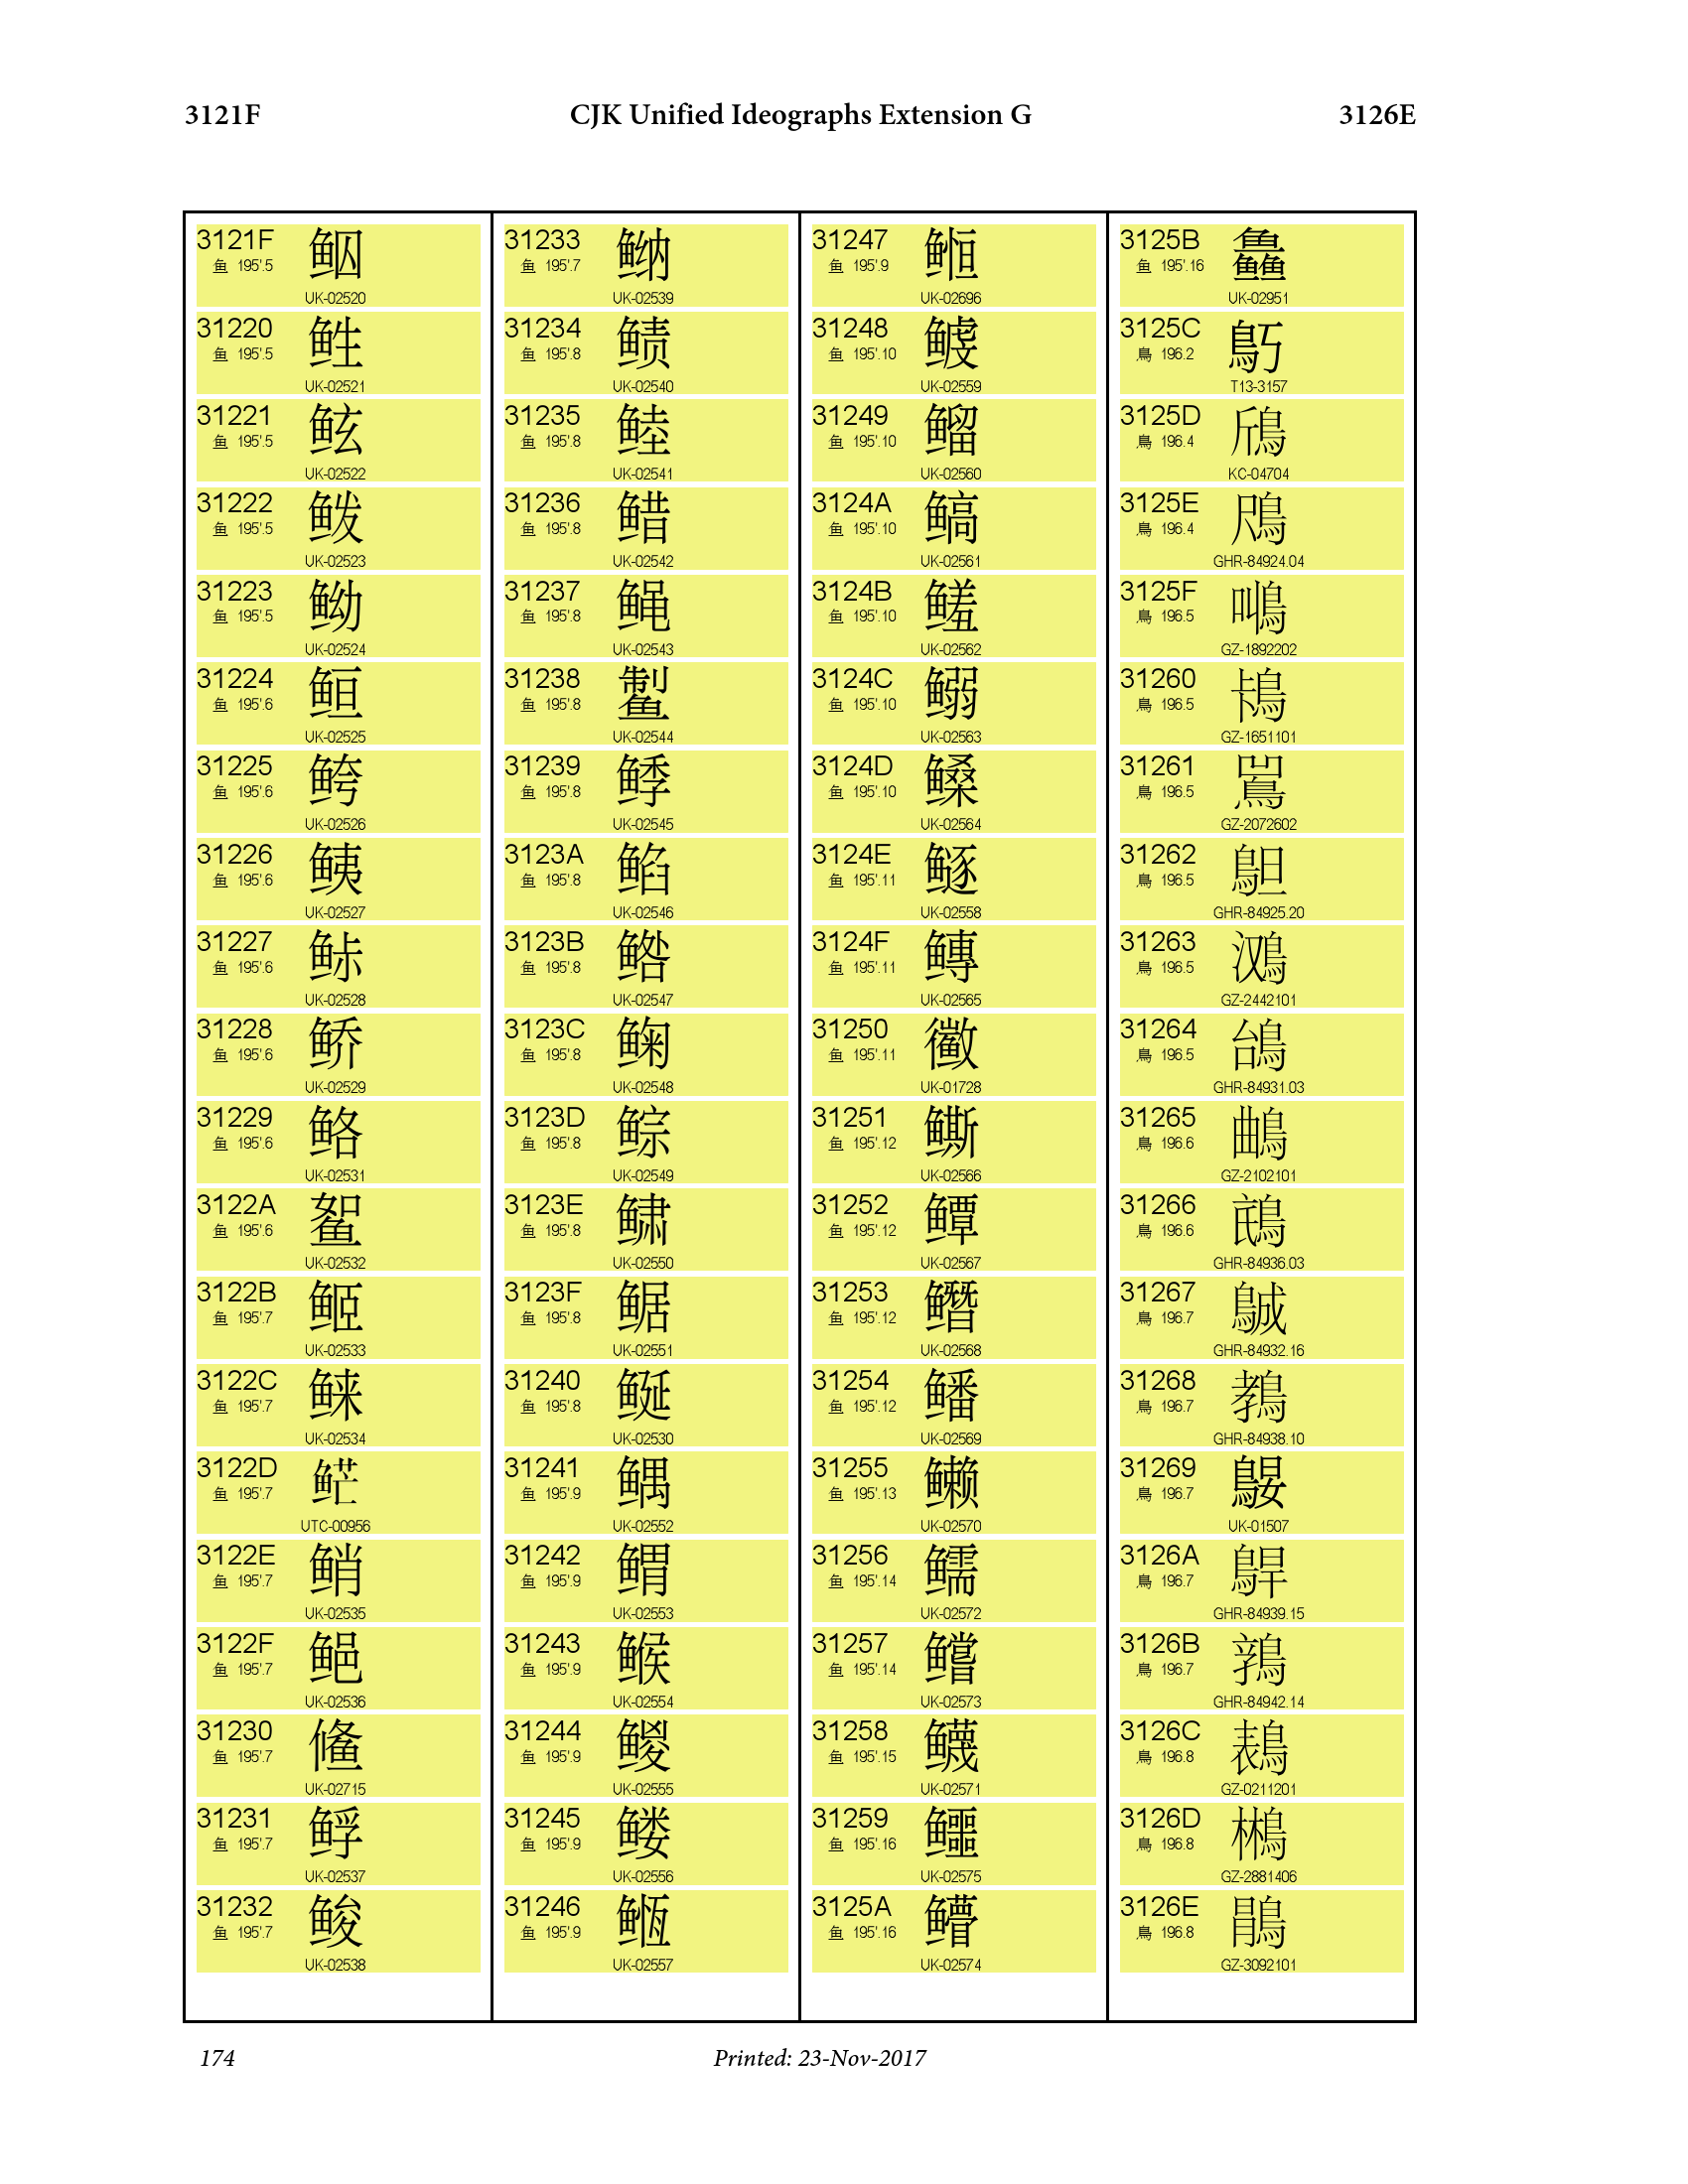 3121F CJK Unified Ideographs Extension G 3126E
3121F
鱼 195'.5
UK-02520
31220
鱼 195'.5
UK-02521
31221
鱼 195'.5
UK-02522
31222
鱼 195'.5
UK-02523
31223
鱼 195'.5
UK-02524
31224
鱼 195'.6
UK-02525
31225
鱼 195'.6
UK-02526
31226
鱼 195'.6
UK-02527
31227
鱼 195'.6
UK-02528
31228
鱼 195'.6
UK-02529
31229
鱼 195'.6
UK-02531
3122A
鱼 195'.6
UK-02532
3122B
鱼 195'.7
UK-02533
3122C
鱼 195'.7
UK-02534
3122D
鱼 195'.7
UTC-00956
3122E
鱼 195'.7
UK-02535
3122F
鱼 195'.7
UK-02536
31230
鱼 195'.7
UK-02715
31231
鱼 195'.7
UK-02537
31232
鱼 195'.7
UK-02538
31233
鱼 195'.7
UK-02539
31234
鱼 195'.8
UK-02540
31235
鱼 195'.8
UK-02541
31236
鱼 195'.8
UK-02542
31237
鱼 195'.8
UK-02543
31238
鱼 195'.8
UK-02544
31239
鱼 195'.8
UK-02545
3123A
鱼 195'.8
UK-02546
3123B
鱼 195'.8
UK-02547
3123C
鱼 195'.8
UK-02548
3123D
鱼 195'.8
UK-02549
3123E
鱼 195'.8
UK-02550
3123F
鱼 195'.8
UK-02551
31240
鱼 195'.8
UK-02530
31241
鱼 195'.9
UK-02552
31242
鱼 195'.9
UK-02553
31243
鱼 195'.9
UK-02554
31244
鱼 195'.9
UK-02555
31245
鱼 195'.9
UK-02556
31246
鱼 195'.9
UK-02557
31247
鱼 195'.9
UK-02696
31248
鱼 195'.10
UK-02559
31249
鱼 195'.10
UK-02560
3124A
鱼 195'.10
UK-02561
3124B
鱼 195'.10
UK-02562
3124C
鱼 195'.10
UK-02563
3124D
鱼 195'.10
UK-02564
3124E
鱼 195'.11
UK-02558
3124F
鱼 195'.11
UK-02565
31250
鱼 195'.11
UK-01728
31251
鱼 195'.12
UK-02566
31252
鱼 195'.12
UK-02567
31253
鱼 195'.12
UK-02568
31254
鱼 195'.12
UK-02569
31255
鱼 195'.13
UK-02570
31256
鱼 195'.14
UK-02572
31257
鱼 195'.14
UK-02573
31258
鱼 195'.15
UK-02571
31259
鱼 195'.16
UK-02575
3125A
鱼 195'.16
UK-02574
3125B
鱼 195'.16
UK-02951
3125C
鳥 196.2
T13-3157
3125D
鳥 196.4
KC-04704
3125E
鳥 196.4
GHR-84924.04
3125F
鳥 196.5
GZ-1892202
31260
鳥 196.5
GZ-1651101
31261
鳥 196.5
GZ-2072602
31262
鳥 196.5
GHR-84925.20
31263
鳥 196.5
GZ-2442101
31264
鳥 196.5
GHR-84931.03
31265
鳥 196.6
GZ-2102101
31266
鳥 196.6
GHR-84936.03
31267
鳥 196.7
GHR-84932.16
31268
鳥 196.7
GHR-84938.10
31269
鳥 196.7
UK-01507
3126A
鳥 196.7
GHR-84939.15
3126B
鳥 196.7
GHR-84942.14
3126C
鳥 196.8
GZ-0211201
3126D
鳥 196.8
GZ-2881406
3126E
鳥 196.8
GZ-3092101
174 Printed: 23-Nov-2017